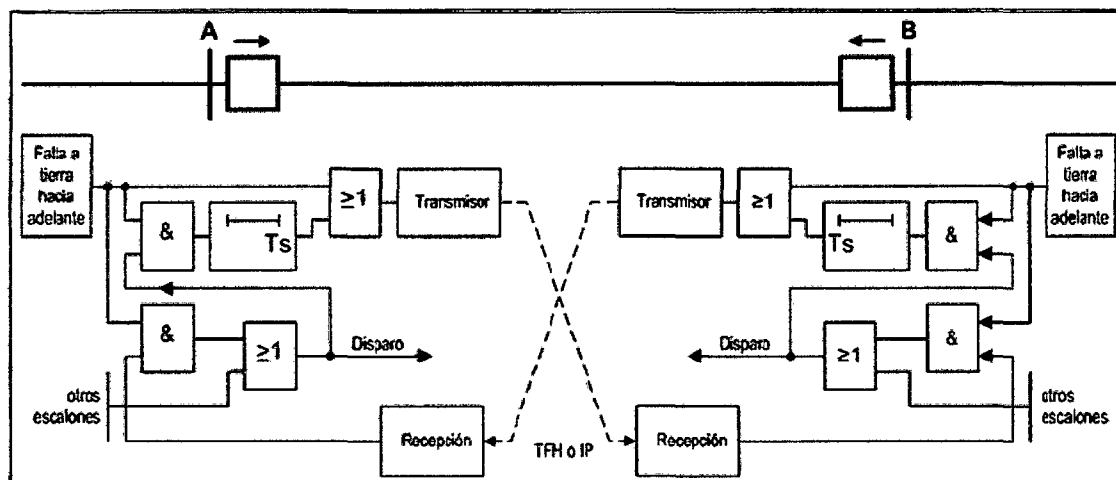 A
B
Falta a
tierra
hacia
adelante
≥1
Transmisor
Transmisor
≥1
Falta a
tierra
hacia
adelante
&
Ts
Ts
&
&
≥1
Disparo
Disparo
≥1
&
otros
escalones
Recepción
TFH o IP
Recepción
otros
escalones